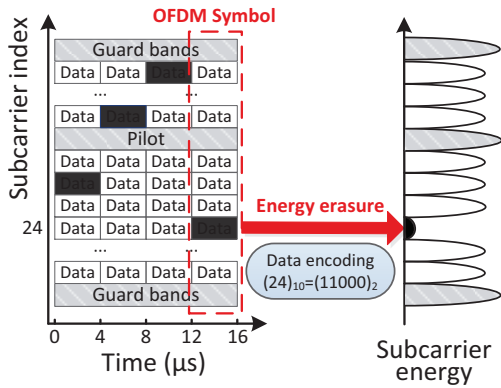 OFDM Symbol
Subcarrier index
Guard bands
Data Data Data Data
... ...
Data Data Data Data
Pilot
Data Data Data Data
Data Data Data Data
Data Data Data Data
24 Data Data Data Data
... ...
Data Data Data Data
Guard bands
0 4 8 12 16
Time (μs)
Energy erasure
Data encoding
(24)₁₀=(11000)₂
Subcarrier
energy